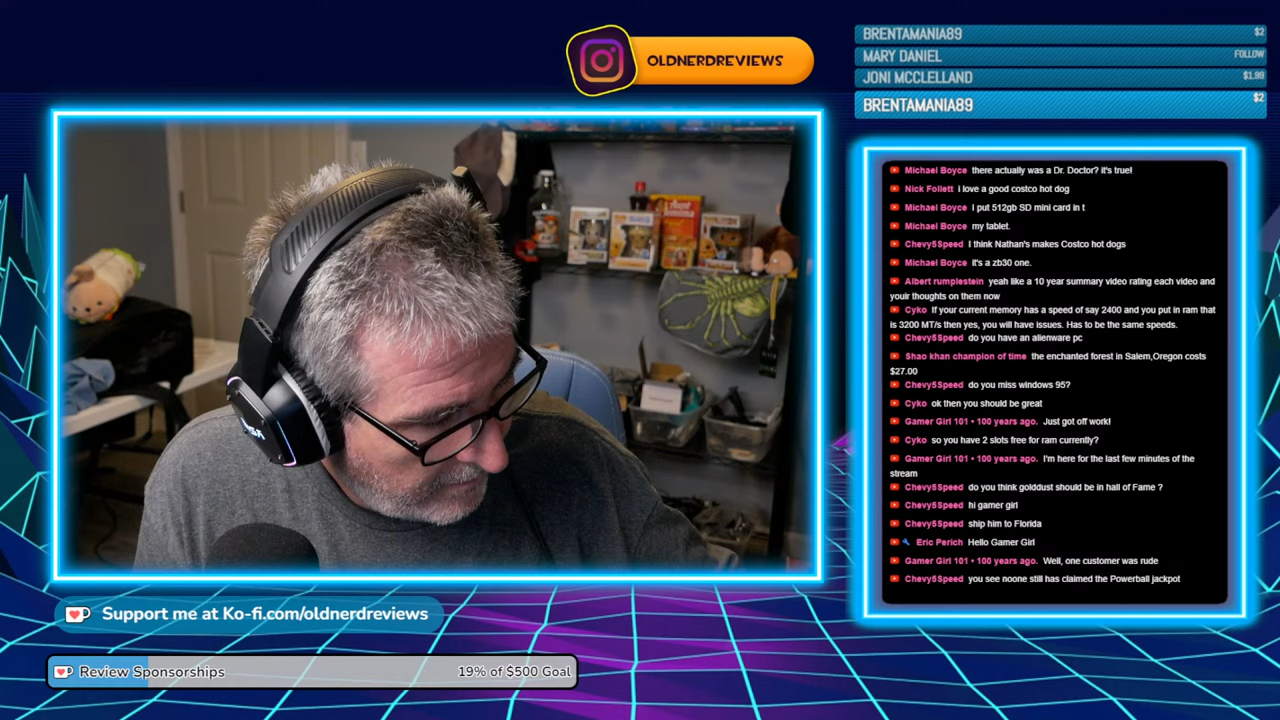 OLDNERDREVIEWS
BRENTAMANIA89 $2
MARY DANIEL FOLLOW
JONI MCCLELLAND $1.99
BRENTAMANIA89 $2
Michael Boyce there actually was a Dr. Doctor? it's true!
Nick Follett i love a good costco hot dog
Michael Boyce I put 512gb SD mini card in t
Michael Boyce my tablet.
Chevy5Speed I think Nathan's makes Costco hot dogs
Michael Boyce it's a zb30 one.
Albert rumplestein yeah like a 10 year summary video rating each video and
youir thoughts on them now
Cyko If your current memory has a speed of say 2400 and you put in ram that
is 3200 MT/s then yes, you will have issues. Has to be the same speeds.
Chevy5Speed do you have an alienware pc
Shao khan champion of time the enchanted forest in Salem,Oregon costs
$27.00
Chevy5Speed do you miss windows 95?
Cyko ok then you should be great
Gamer Girl 101 • 100 years ago. Just got off work!
Cyko so you have 2 slots free for ram currently?
Gamer Girl 101 • 100 years ago. I'm here for the last few minutes of the
stream
Chevy5Speed do you think golddust should be in hall of Fame ?
Chevy5Speed hi gamer girl
Chevy5Speed ship him to Florida
Eric Perich Hello Gamer Girl
Gamer Girl 101 • 100 years ago. Well, one customer was rude
Chevy5Speed you see noone still has claimed the Powerball jackpot
Aunt Jemima
Support me at Ko-fi.com/oldnerdreviews
Review Sponsorships 19% of $500 Goal